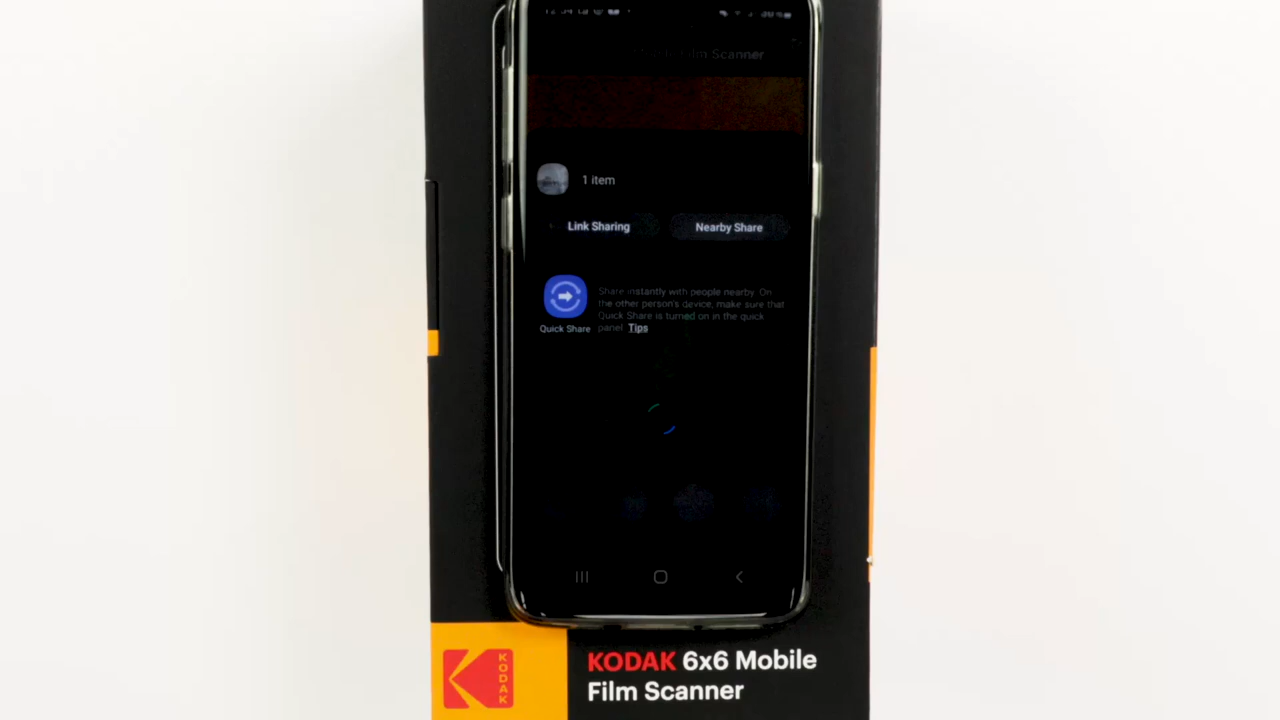 Film Scanner
1 item
Link Sharing
Nearby Share
Share instantly with people nearby. On
the other person's device, make sure that
Quick Share is turned on in the quick
panel. Tips
Quick Share
KODAK
KODAK 6x6 Mobile
Film Scanner